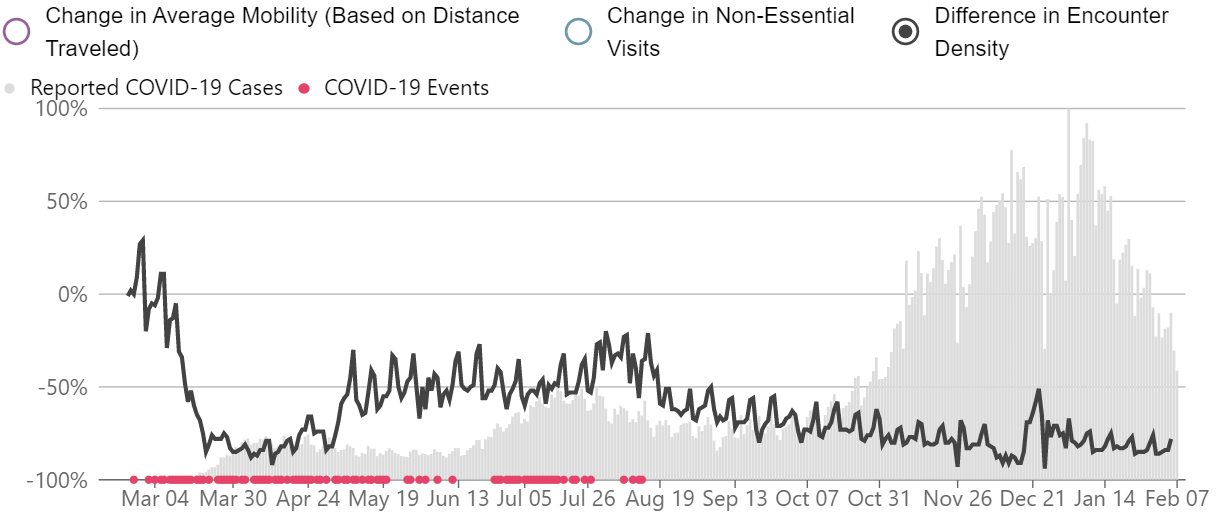 Change in Average Mobility (Based on Distance
Traveled)
Change in Non-Essential
Visits
Difference in Encounter
Density
Reported COVID-19 Cases
COVID-19 Events
100%
50%
0%
-50%
-100%
Mar 04 Mar 30 Apr 24 May 19 Jun 13 Jul 05 Jul 26 Aug 19 Sep 13 Oct 07 Oct 31 Nov 26 Dec 21 Jan 14 Feb 07